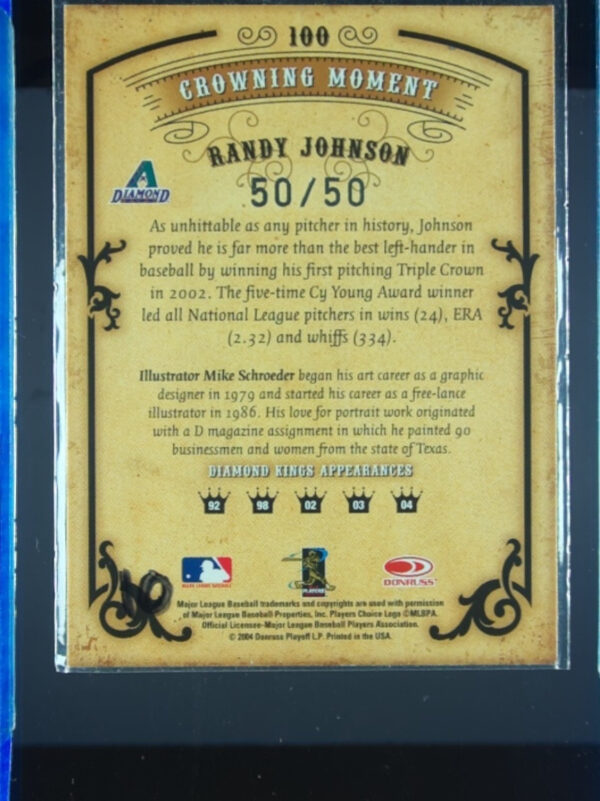 100
CROWNING MOMENT
RANDY JOHNSON
DIAMOND
50/50
As unhittable as any pitcher in history, Johnson
proved he is far more than the best left-hander in
baseball by winning his first pitching Triple Crown
in 2002. The five-time Cy Young Award winner
led all National League pitchers in wins (24), ERA
(2.32) and whiffs (334).
Illustrator Mike Schroeder began his art career as a graphic
designer in 1979 and started his career as a free-lance
illustrator in 1986. His love for portrait work originated
with a D magazine assignment in which he painted 90
businessmen and women from the state of Texas.
DIAMOND KINGS APPEARANCES
92 98 02 03 04
MAJOR LEAGUE BASEBALL
PLAYERS
DONRUSS
Major League Baseball trademarks and copyrights are used with permission
of Major League Baseball Properties, Inc. Players Choice Logo ©MLBPA.
Official Licensee-Major League Baseball Players Association.
© 2004 Donruss Playoff L.P. Printed in the USA.